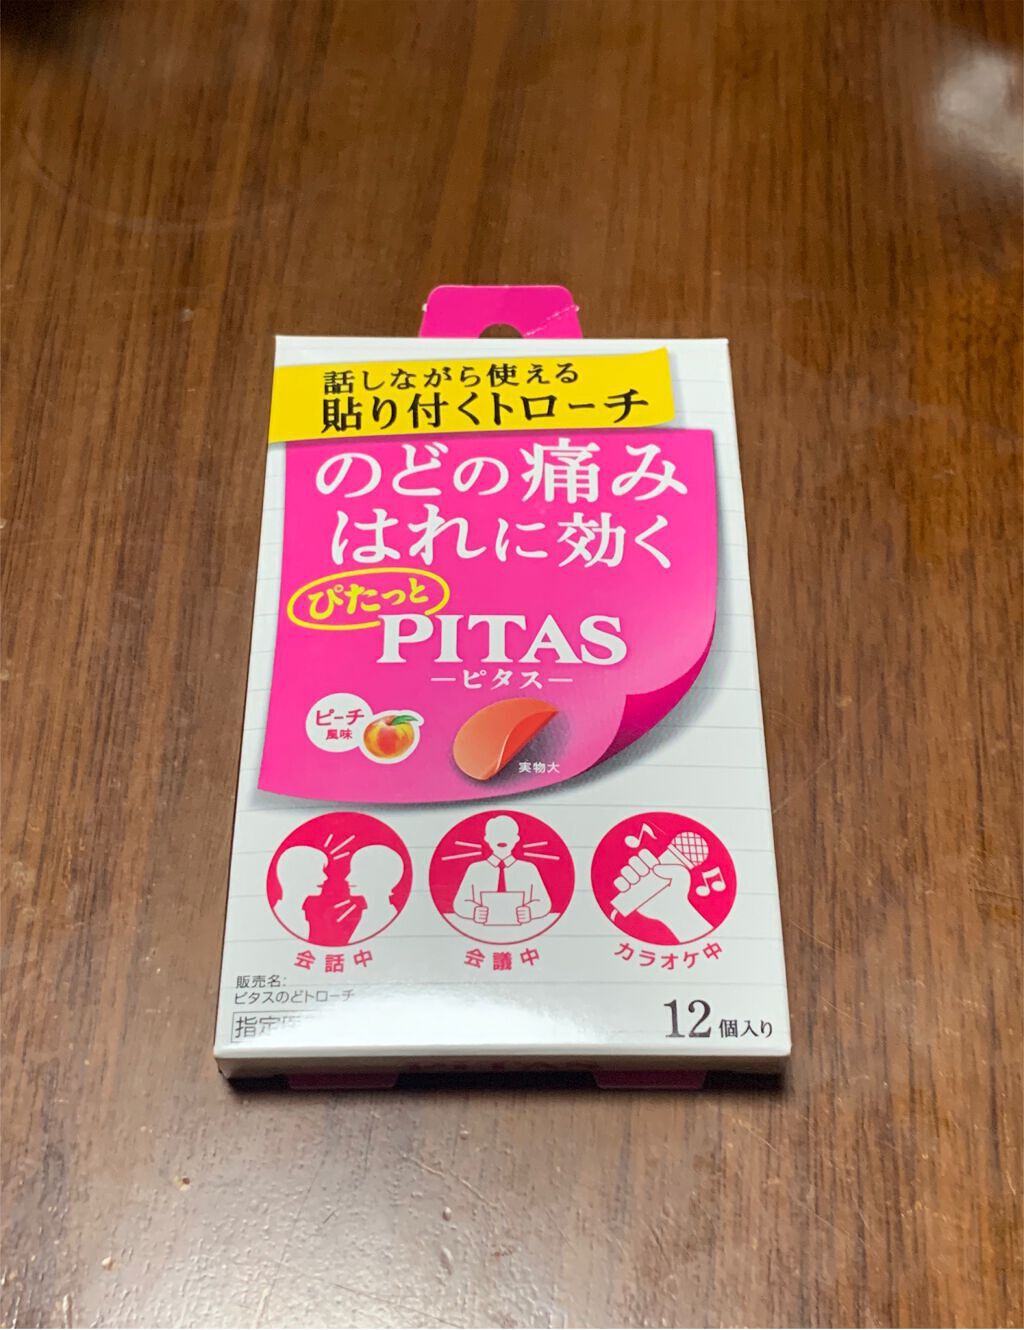 話しながら使える
貼り付くトローチ
のどの痛み
はれに効く
ぴたっと
PITAS
ーピタスー
ピーチ
風味
実物大
会話中
会議中
カラオケ中
販売名:
ピタスのどトローチ
指定医
12個入り